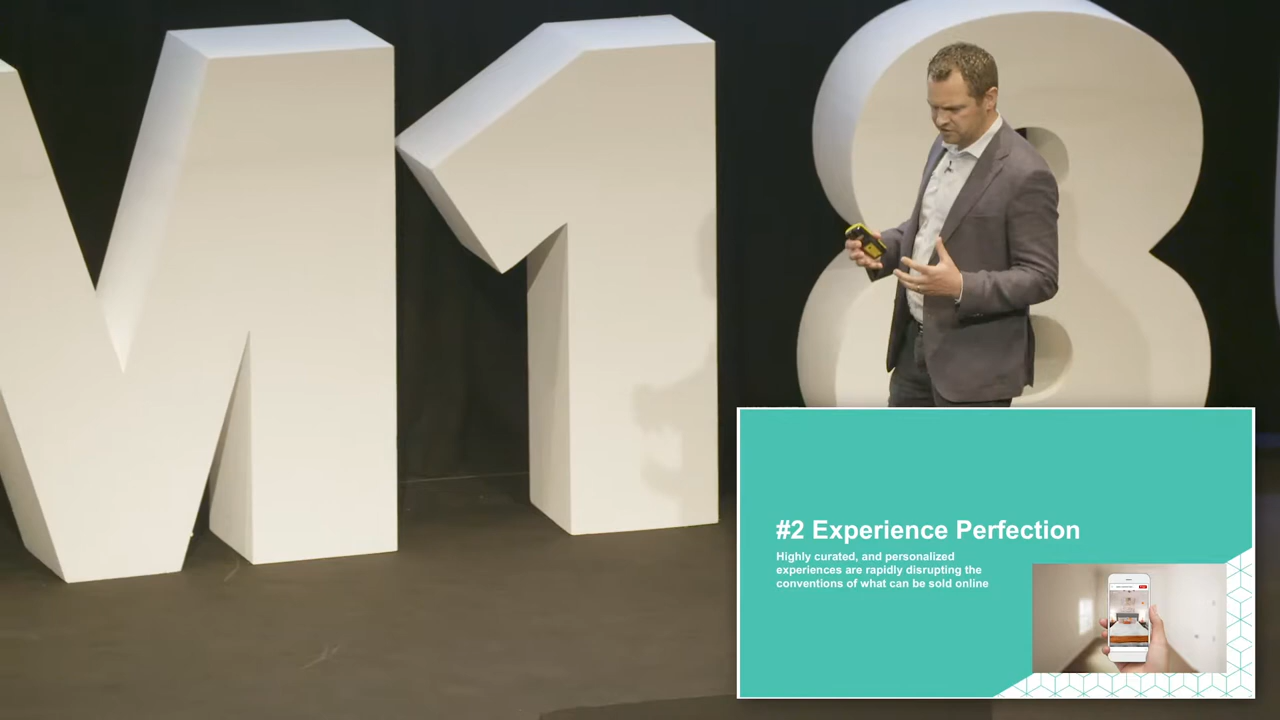 M18
#2 Experience Perfection
Highly curated, and personalized
experiences are rapidly disrupting the
conventions of what can be sold online